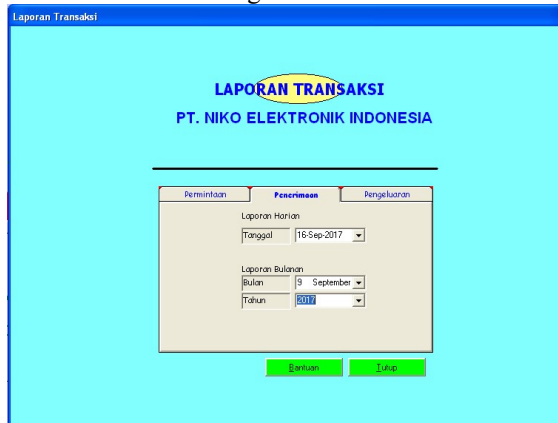 Laporan Transaksi
LAPORAN TRANSAKSI
PT. NIKO ELEKTRONIK INDONESIA
Permintaan Penerimaan Pengeluaran
Laporan Harian
Tanggal 16-Sep-2017
Laporan Bulanan
Bulan 9 September
Tahun 2017
Bantuan Tutup